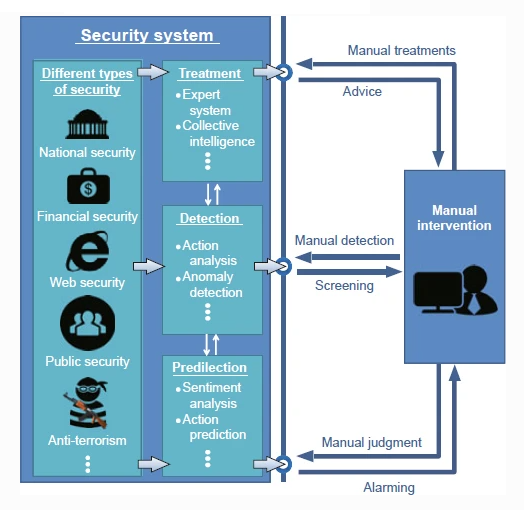 Security system
Different types
of security
National security
$
Financial security
Web security
Public security
Anti-terrorism
Treatment
•Expert
system
•Collective
intelligence
Detection
•Action
analysis
•Anomaly
detection
Predilection
•Sentiment
analysis
•Action
prediction
Manual treatments
Advice
Manual detection
Screening
Manual judgment
Alarming
Manual
intervention